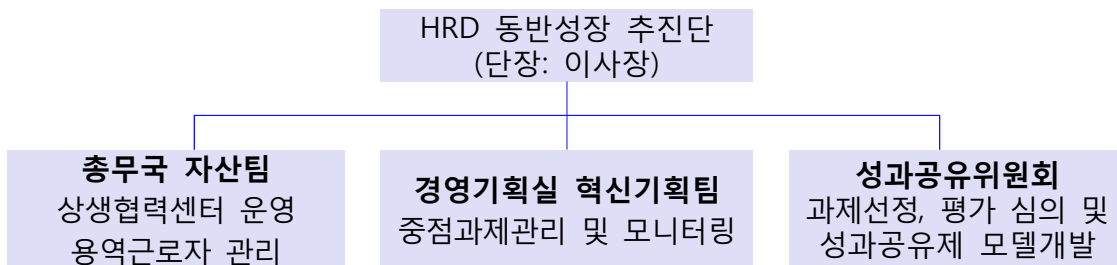 HRD 동반성장 추진단
(단장: 이사장)
총무국 자산팀
상생협력센터 운영
용역근로자 관리
경영기획실 혁신기획팀
중점과제관리 및 모니터링
성과공유위원회
과제선정, 평가 심의 및
성과공유제 모델개발